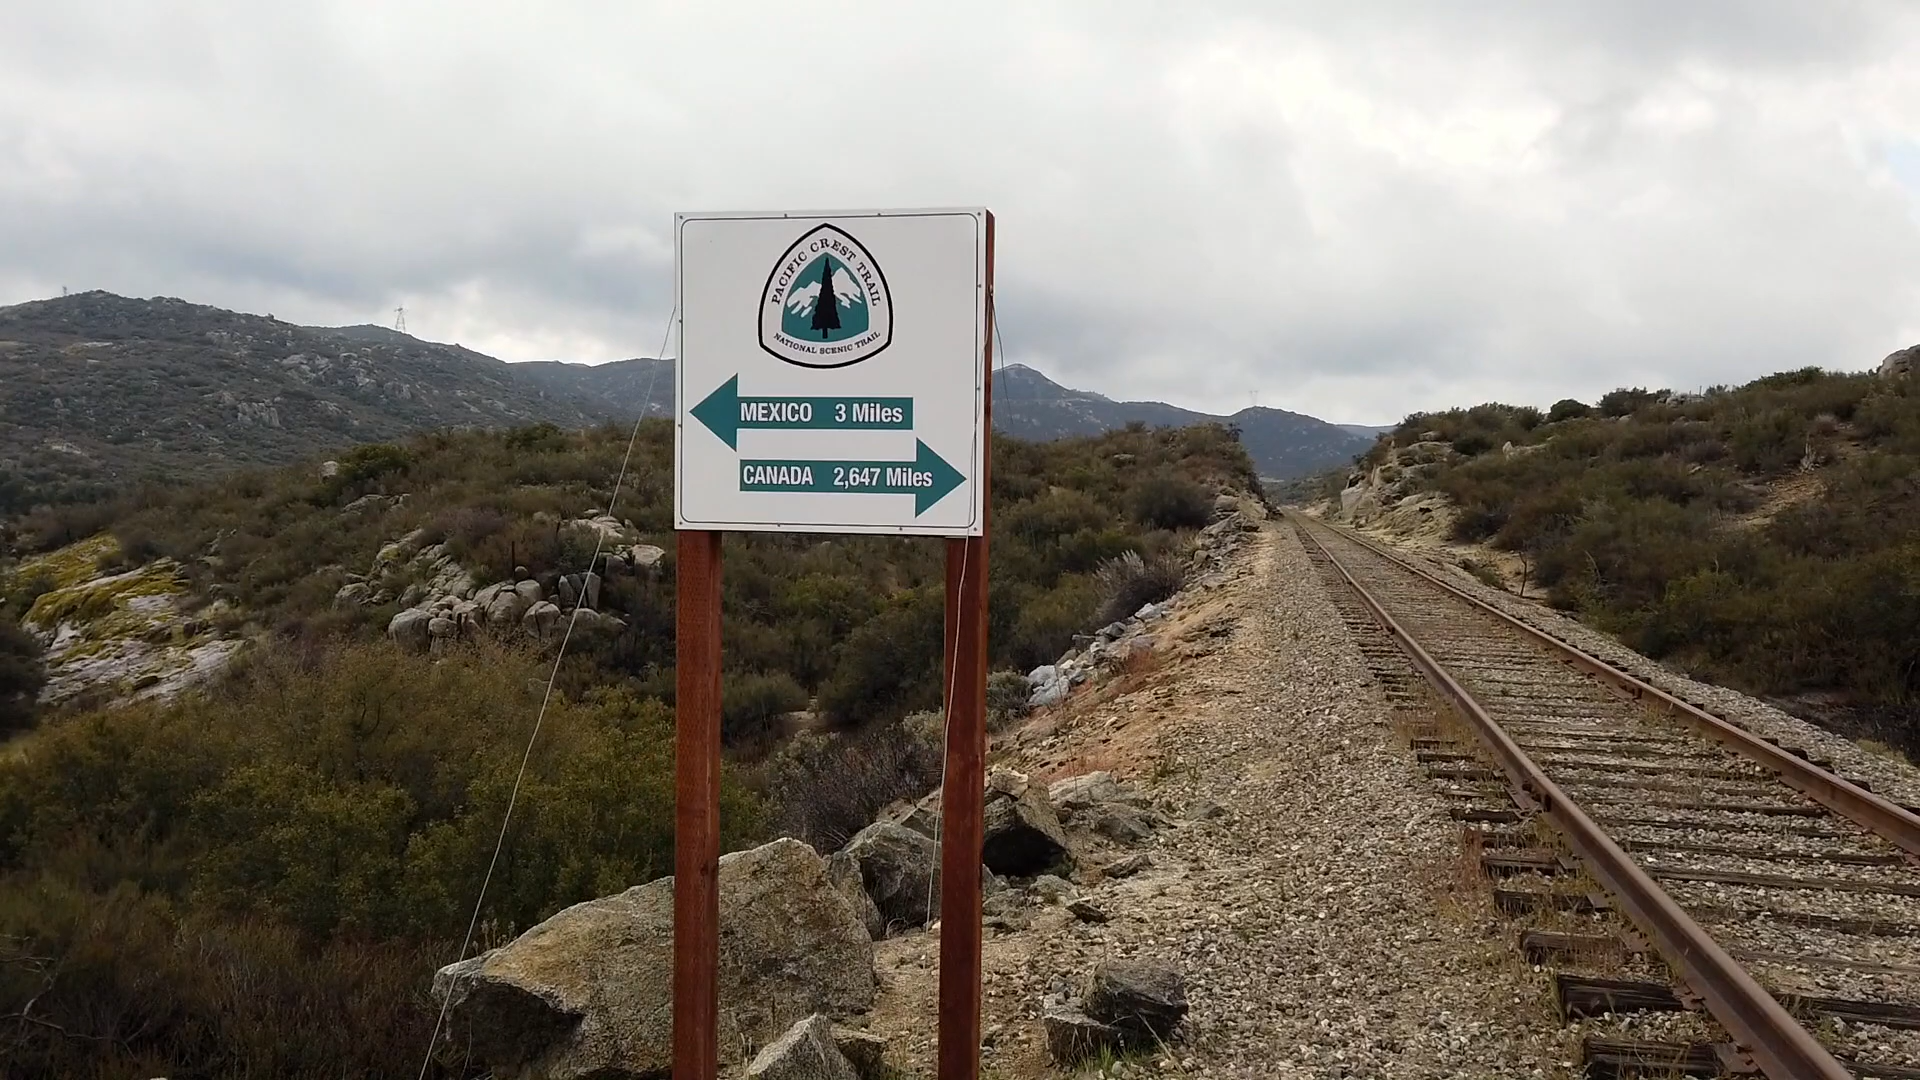 PACIFIC CREST TRAIL
NATIONAL SCENIC TRAIL
MEXICO 3 Miles
CANADA 2,647 Miles